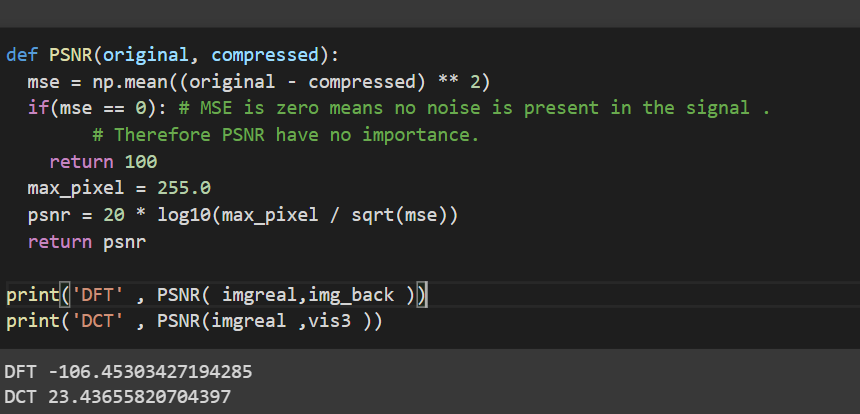 def PSNR(original, compressed):
mse = np.mean((original - compressed) ** 2)
if(mse == 0): # MSE is zero means no noise is present in the signal .
# Therefore PSNR have no importance.
return 100
max_pixel = 255.0
psnr = 20 * log10(max_pixel / sqrt(mse))
return psnr
print('DFT' , PSNR( imgreal,img_back ))
print('DCT' , PSNR(imgreal ,vis3 ))
DFT -106.45303427194285
DCT 23.43655820704397